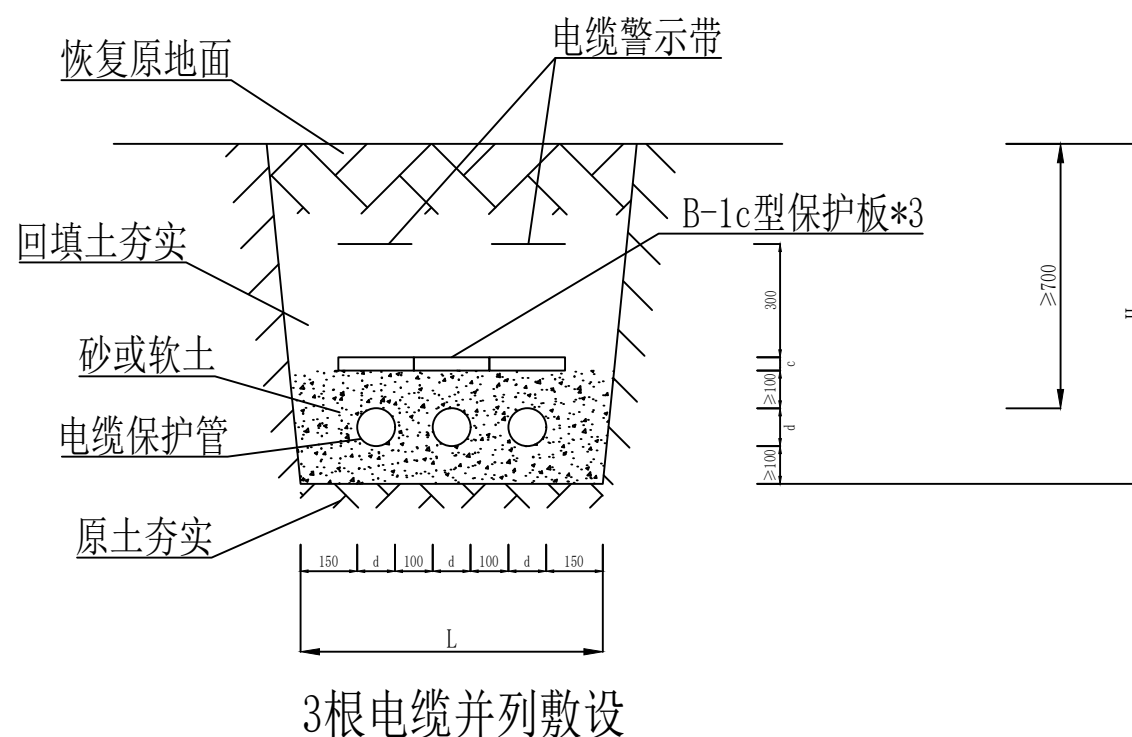 电缆警示带
恢复原地面
B-1c型保护板*3
回填土夯实
砂或软土
电缆保护管
原土夯实
300
c
≥100
d
≥100
≥700
150 d 100 d 100 d 150
L
3根电缆并列敷设